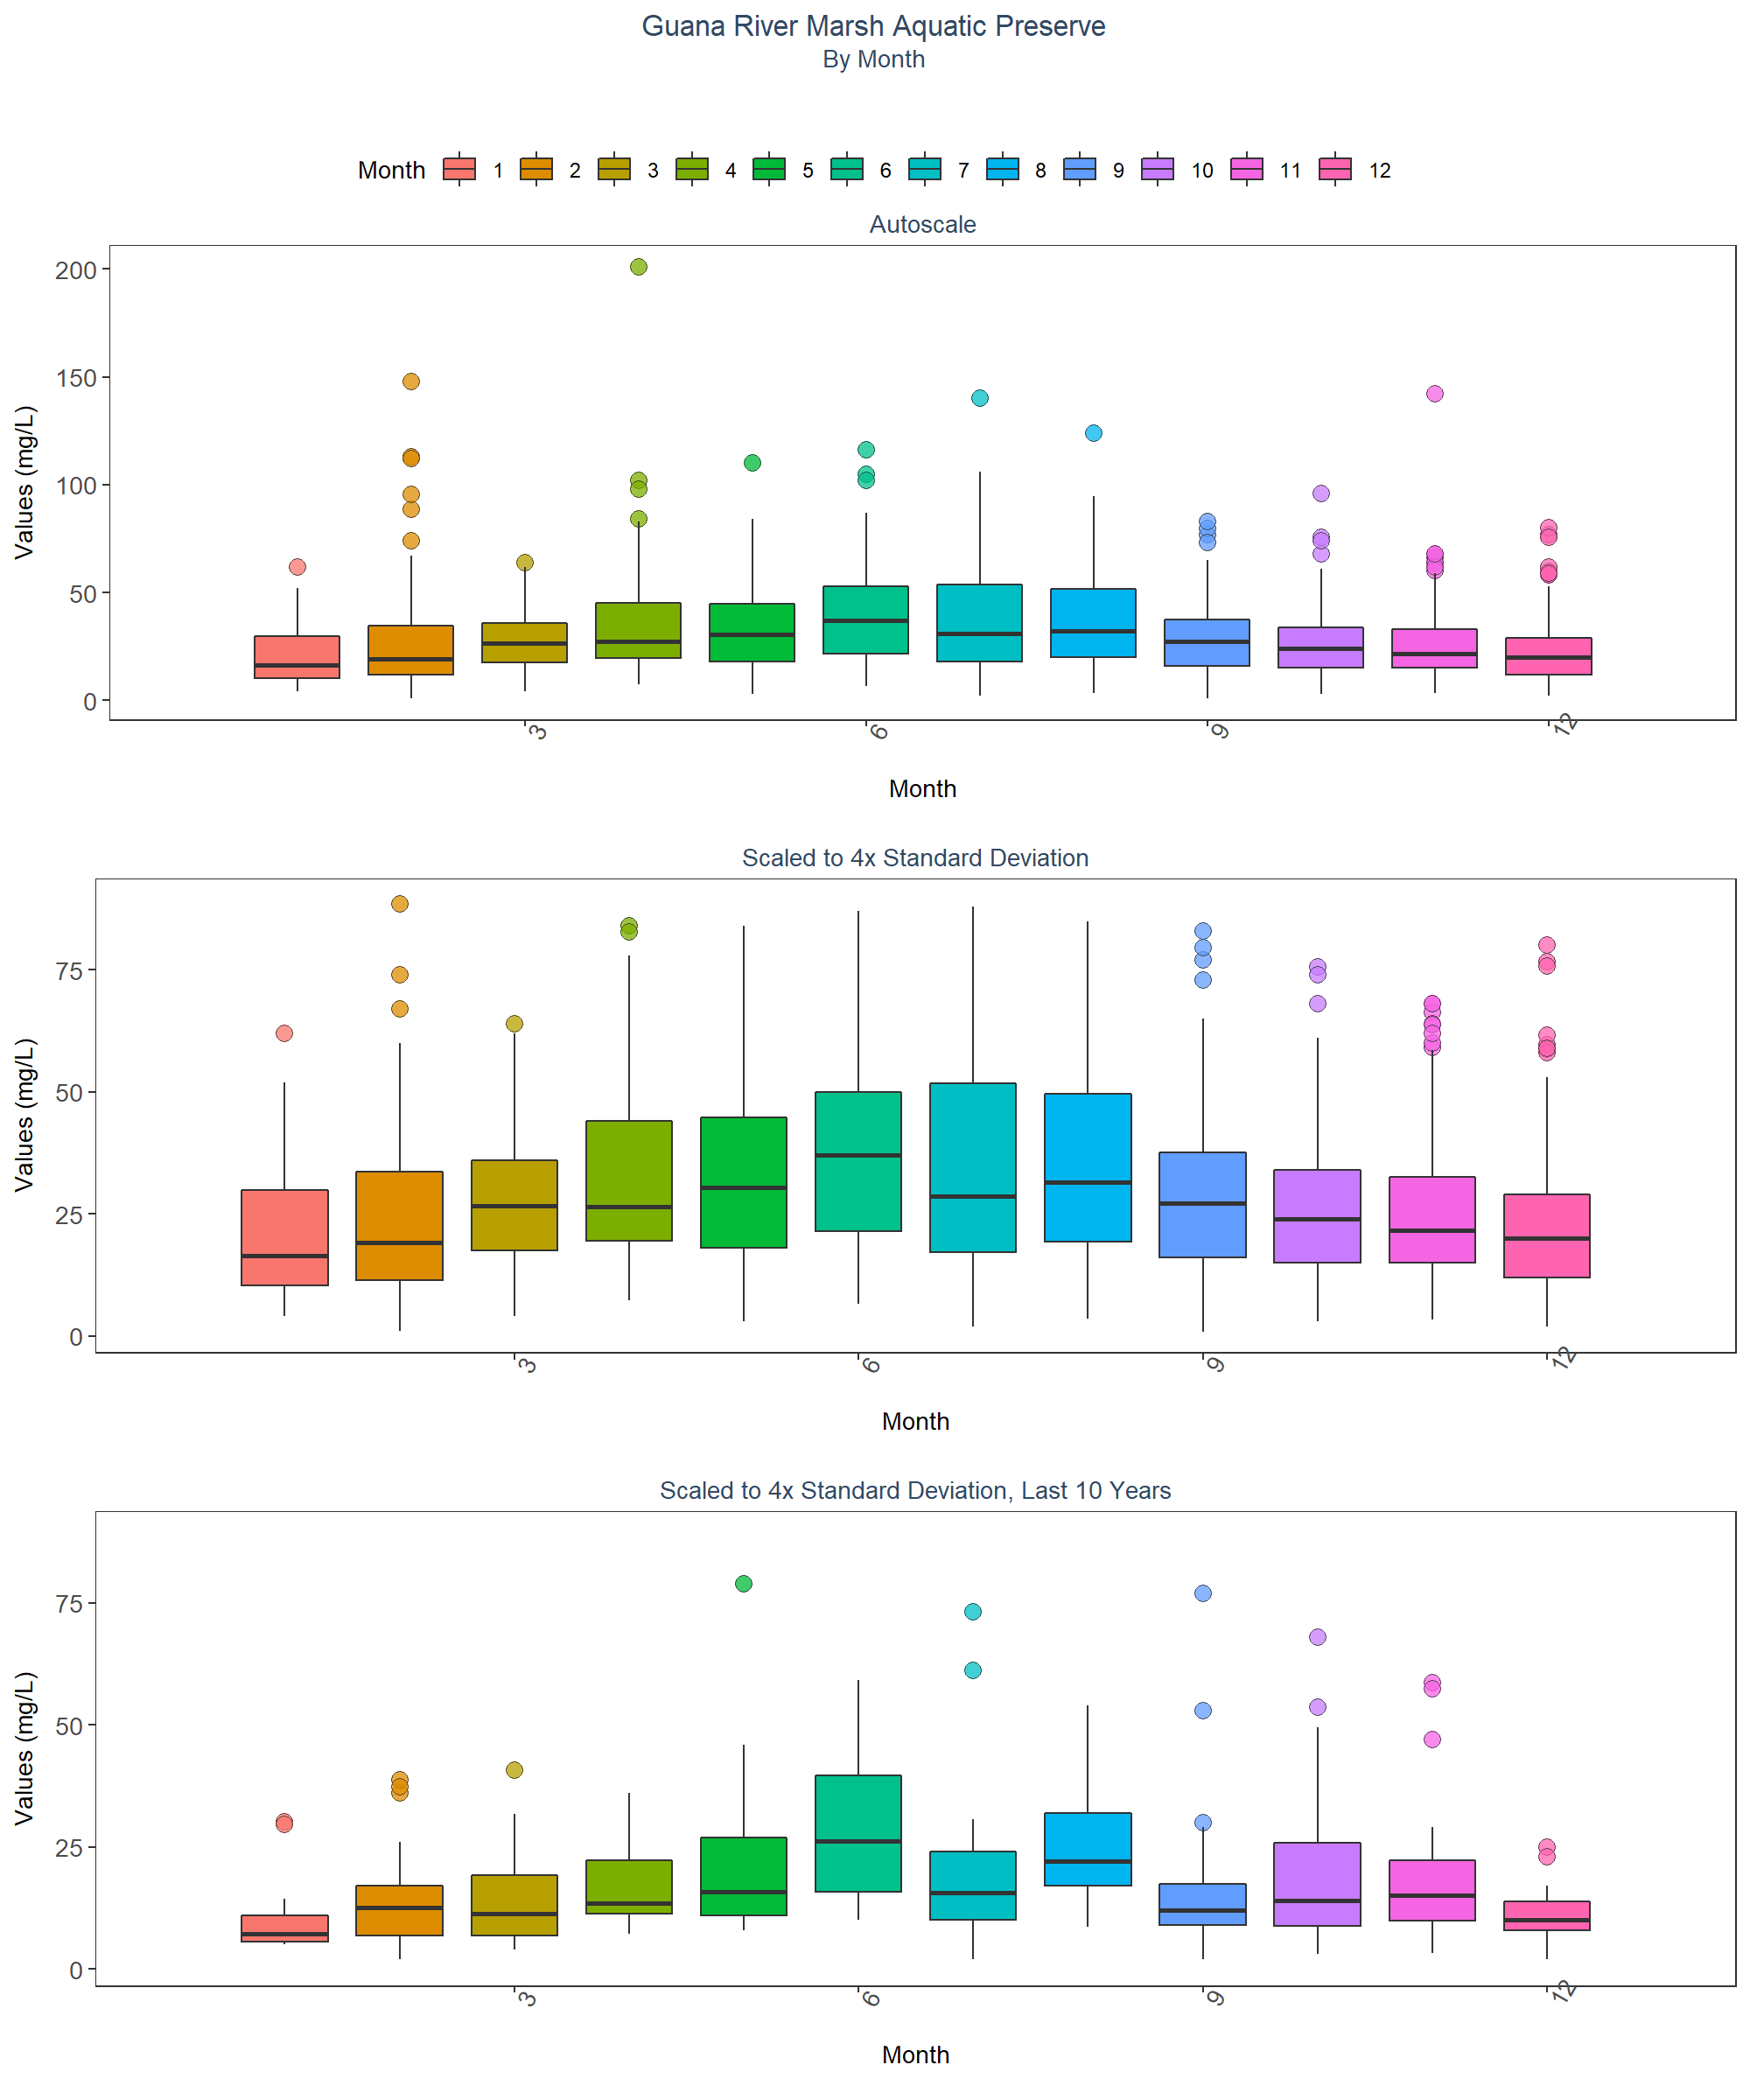 Guana River Marsh Aquatic Preserve
By Month
Month 1 2 3 4 5 6 7 8 9 10 11 12
Autoscale
Values (mg/L)
200
150
100
50
0
3 6 9 12
Month
Scaled to 4x Standard Deviation
Values (mg/L)
75
50
25
0
3 6 9 12
Month
Scaled to 4x Standard Deviation, Last 10 Years
Values (mg/L)
75
50
25
0
3 6 9 12
Month